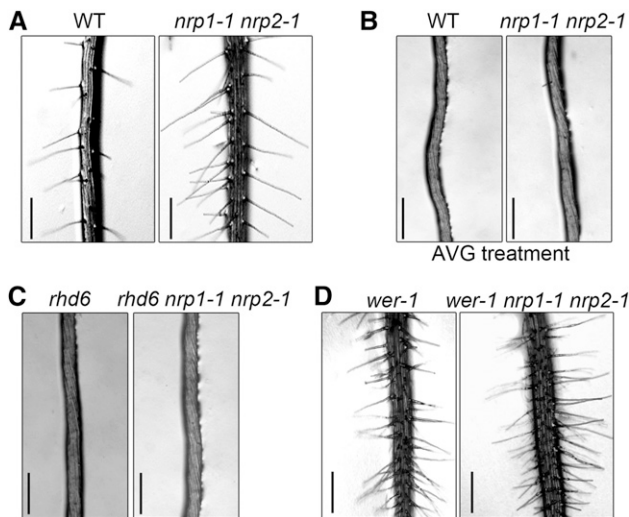 A
WT
nrp1-1 nrp2-1
B
WT
nrp1-1 nrp2-1
AVG treatment
C
rhd6
rhd6 nrp1-1 nrp2-1
D
wer-1
wer-1 nrp1-1 nrp2-1